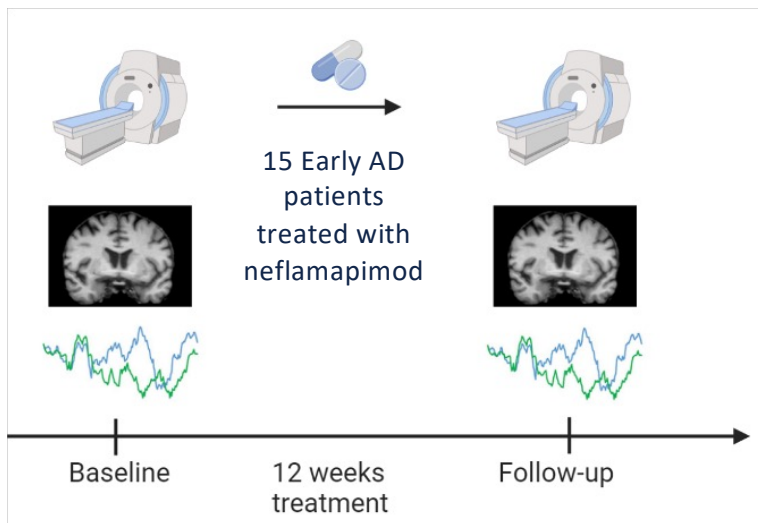 15 Early AD
patients
treated with
neflamapimod
Baseline
12 weeks
treatment
Follow-up